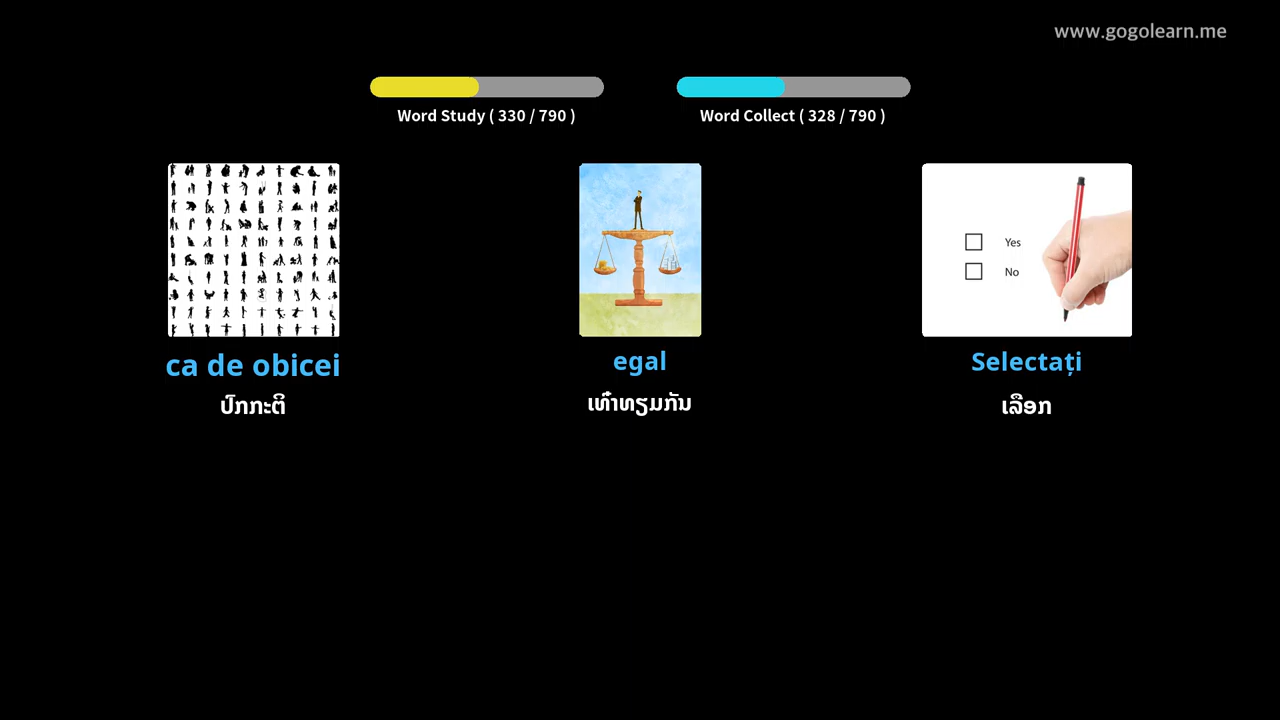 www.gogolearn.me
Word Study ( 330 / 790 )
Word Collect ( 328 / 790 )
Yes
No
ca de obicei
egal
Selectați
ປົກກະຕິ
ເທົ່າທຽມກັນ
ເລືອກ